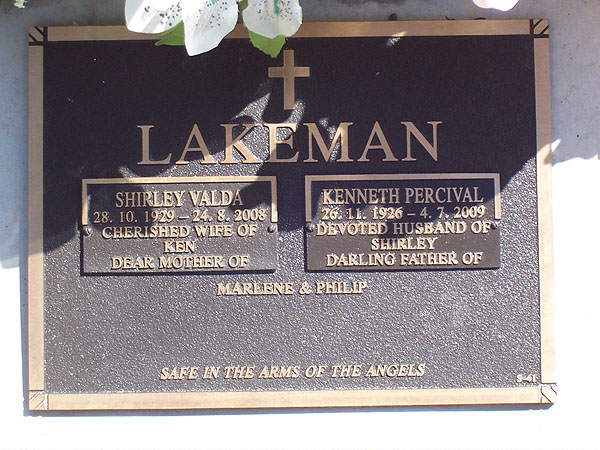 LAKEMAN
SHIRLEY VALDA
28. 10. 1929 – 24. 8. 2008
CHERISHED WIFE OF
KEN
DEAR MOTHER OF
KENNETH PERCIVAL
26. 11. 1926 – 4. 7. 2009
DEVOTED HUSBAND OF
SHIRLEY
DARLING FATHER OF
MARLENE & PHILIP
SAFE IN THE ARMS OF THE ANGELS